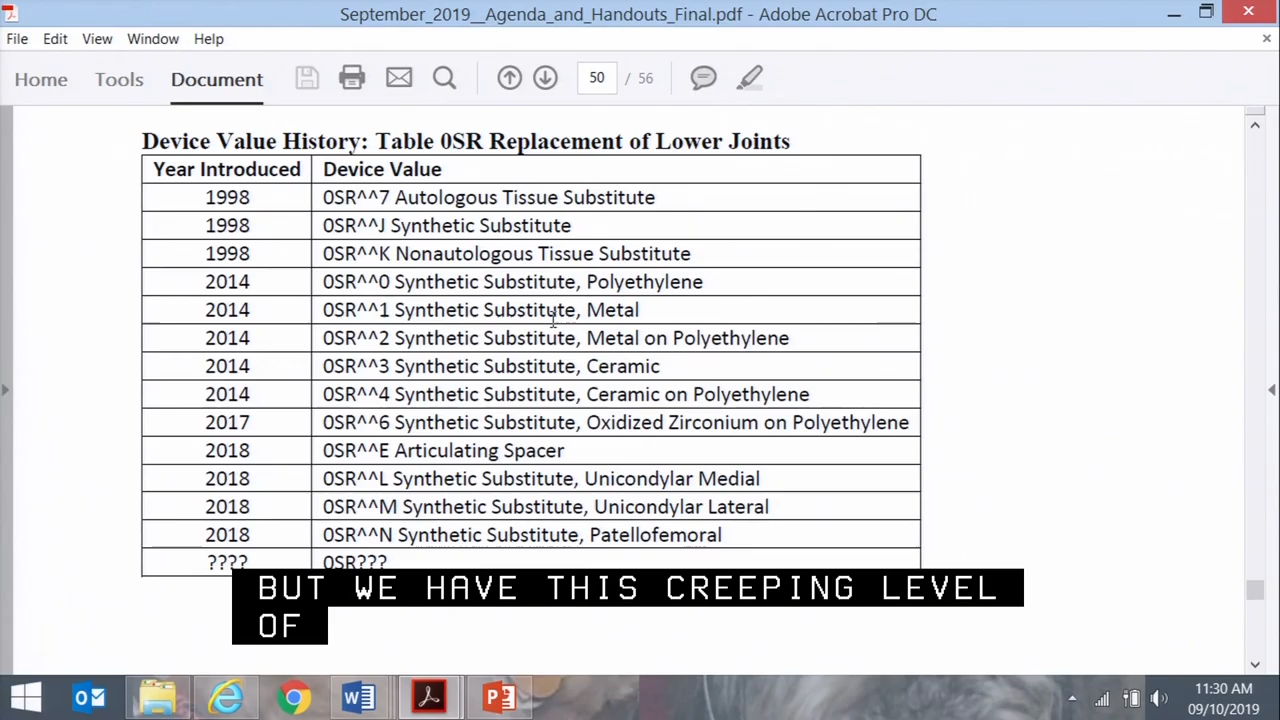 September_2019__Agenda_and_Handouts_Final.pdf - Adobe Acrobat Pro DC
File Edit View Window Help
Home Tools Document 50 / 56
Device Value History: Table 0SR Replacement of Lower Joints
Year Introduced Device Value
1998 0SR^^7 Autologous Tissue Substitute
1998 0SR^^J Synthetic Substitute
1998 0SR^^K Nonautologous Tissue Substitute
2014 0SR^^0 Synthetic Substitute, Polyethylene
2014 0SR^^1 Synthetic Substitute, Metal
2014 0SR^^2 Synthetic Substitute, Metal on Polyethylene
2014 0SR^^3 Synthetic Substitute, Ceramic
2014 0SR^^4 Synthetic Substitute, Ceramic on Polyethylene
2017 0SR^^6 Synthetic Substitute, Oxidized Zirconium on Polyethylene
2018 0SR^^E Articulating Spacer
2018 0SR^^L Synthetic Substitute, Unicondylar Medial
2018 0SR^^M Synthetic Substitute, Unicondylar Lateral
2018 0SR^^N Synthetic Substitute, Patellofemoral
???? 0SR???
BUT WE HAVE THIS CREEPING LEVEL
OF
11:30 AM
09/10/2019